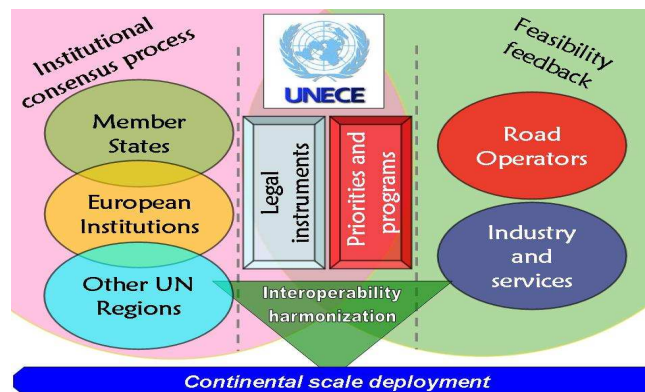 Institutional
consensus process
UNECE
Feasibility
feedback
Member
States
European
Institutions
Other UN
Regions
Legal
instruments
Priorities and
programs
Road
Operators
Industry
and
services
Interoperability
harmonization
Continental scale deployment